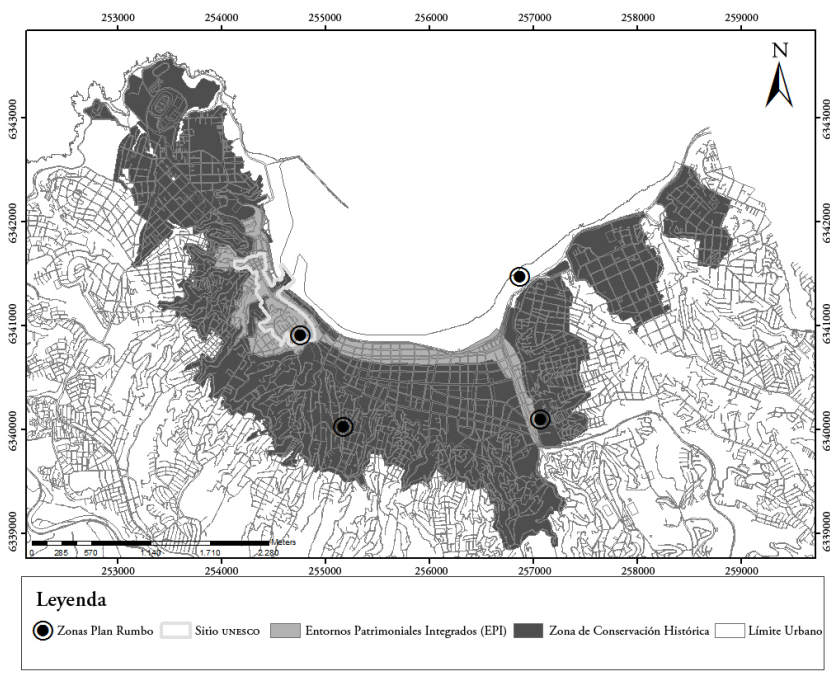 253000 254000 255000 256000 257000 258000 259000
N
6343000 6343000
6342000 6342000
6341000 6341000
6340000 6340000
6339000 6339000
Meters
0 285 570 1.140 1.710 2.280
253000 254000 255000 256000 257000 258000 259000
Leyenda
Zonas Plan Rumbo Sitio UNESCO Entornos Patrimoniales Integrados (EPI) Zona de Conservación Histórica Límite Urbano